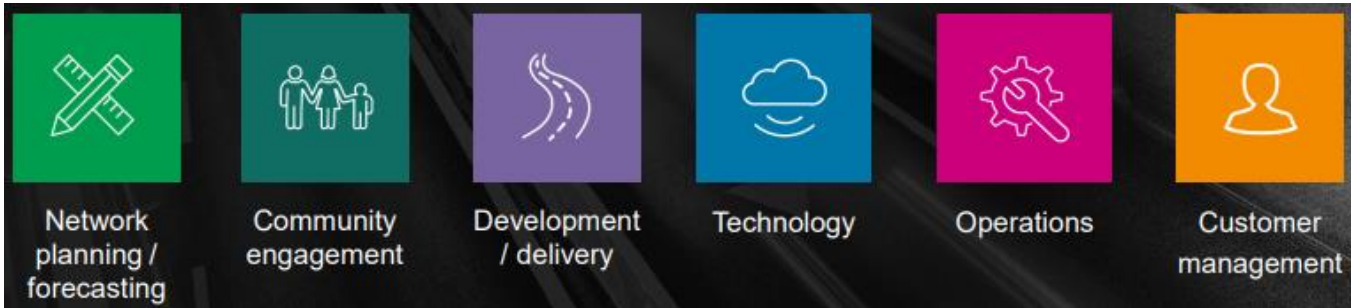 Network
planning /
forecasting
Community
engagement
Development
/ delivery
Technology
Operations
Customer
management